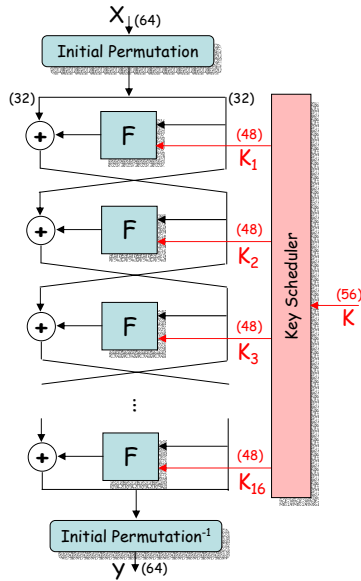 X (64)
Initial Permutation
(32) (32)
+ F (48)
K₁
+ F (48)
K₂
(56)
K
Key Scheduler
+ F (48)
K₃
...
+ F (48)
K₁₆
Initial Permutation⁻¹
Y (64)